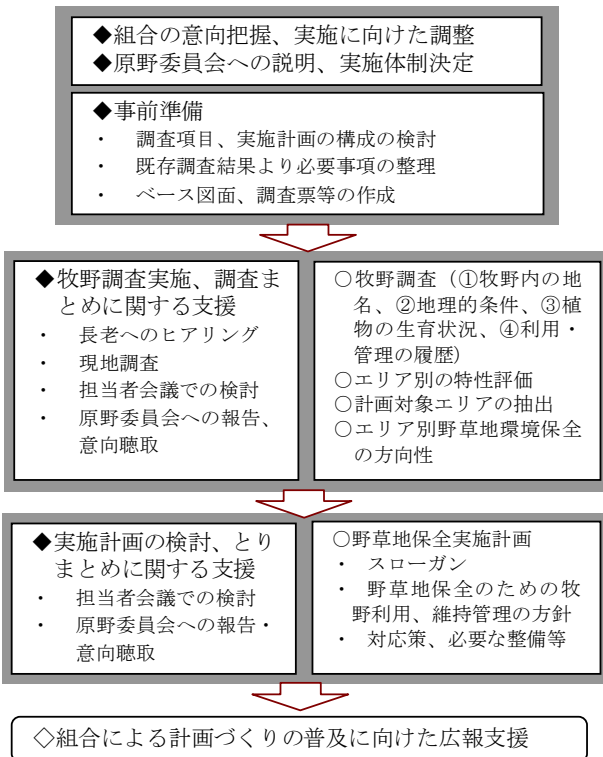 ◆組合の意向把握、実施に向けた調整
◆原野委員会への説明、実施体制決定
◆事前準備
・ 調査項目、実施計画の構成の検討
・ 既存調査結果より必要事項の整理
・ ベース図面、調査票等の作成
◆牧野調査実施、調査ま
とめに関する支援
・ 長老へのヒアリング
・ 現地調査
・ 担当者会議での検討
・ 原野委員会への報告、
意向聴取
○牧野調査（①牧野内の地
名、②地理的条件、③植
物の生育状況、④利用・
管理の履歴）
○エリア別の特性評価
○計画対象エリアの抽出
○エリア別野草地環境保全
の方向性
◆実施計画の検討、とり
まとめに関する支援
・ 担当者会議での検討
・ 原野委員会への報告・
意向聴取
○野草地保全実施計画
・ スローガン
・ 野草地保全のための牧
野利用、維持管理の方針
・ 対応策、必要な整備等
◇組合による計画づくりの普及に向けた広報支援